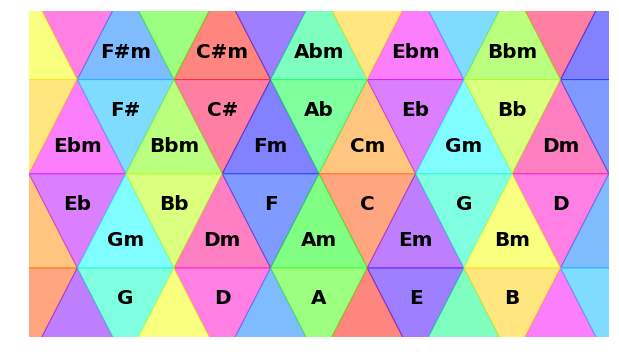 F#m C#m Abm Ebm Bbm
F# C# Ab Eb Bb
Ebm Bbm Fm Cm Gm Dm
Eb Bb F C G D
Gm Dm Am Em Bm
G D A E B